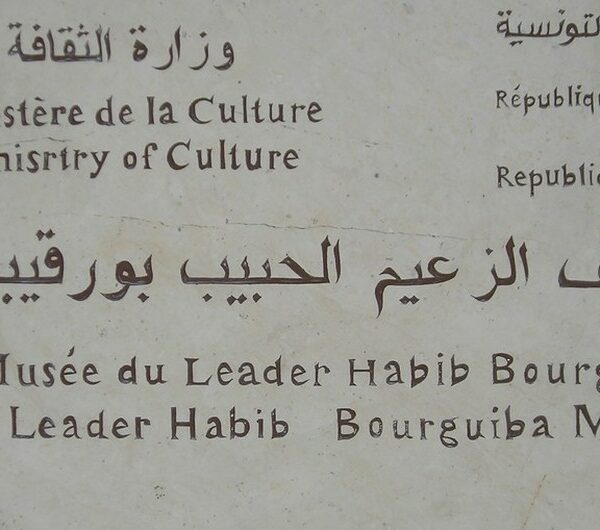 التونسية
وزارة الثقافة
Républiq
stère de la Culture
nisrtry of Culture
Republi
ف الزعيم الحبيب بورقيب
Musée du Leader Habib Bourg
Leader Habib Bourguiba M